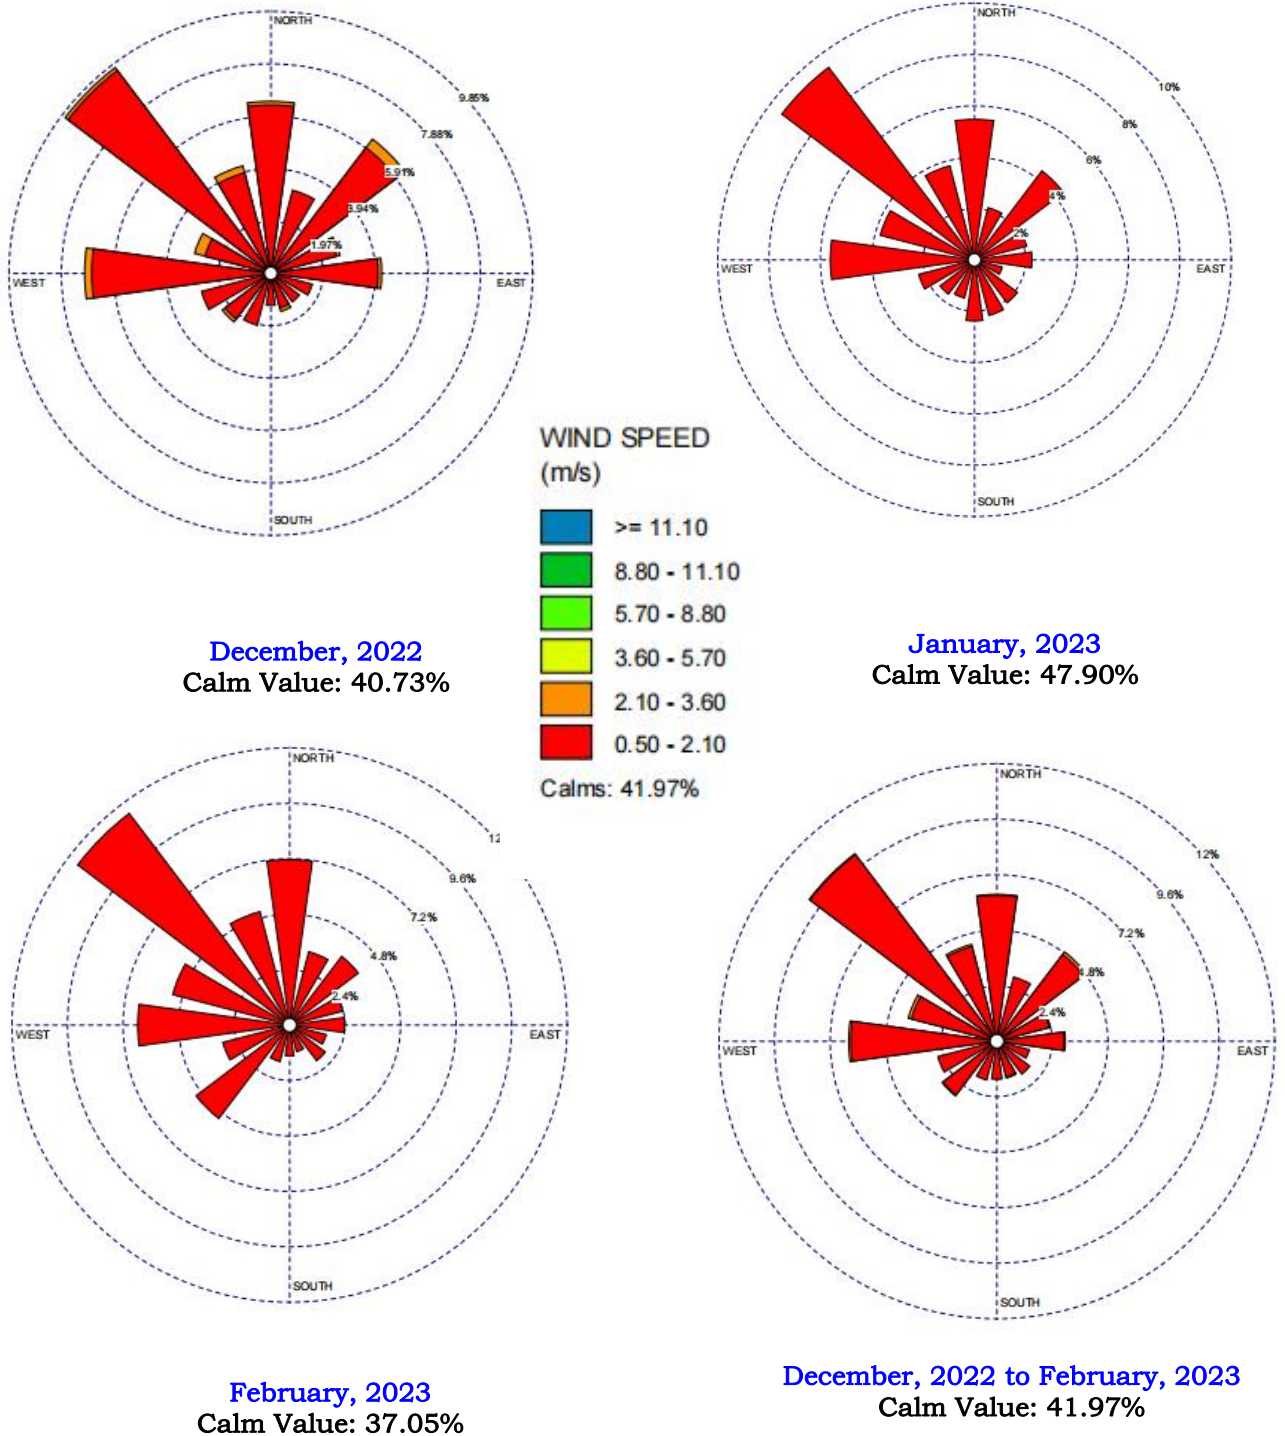 NORTH
9.85%
7.88%
5.91%
3.94%
1.97%
WEST
EAST
SOUTH
December, 2022
Calm Value: 40.73%
NORTH
10%
8%
6%
4%
2%
WEST
EAST
SOUTH
January, 2023
Calm Value: 47.90%
WIND SPEED
(m/s)
>= 11.10
8.80 - 11.10
5.70 - 8.80
3.60 - 5.70
2.10 - 3.60
0.50 - 2.10
Calms: 41.97%
NORTH
12
9.6%
7.2%
4.8%
2.4%
WEST
EAST
SOUTH
February, 2023
Calm Value: 37.05%
NORTH
12%
9.6%
7.2%
4.8%
2.4%
WEST
EAST
SOUTH
December, 2022 to February, 2023
Calm Value: 41.97%